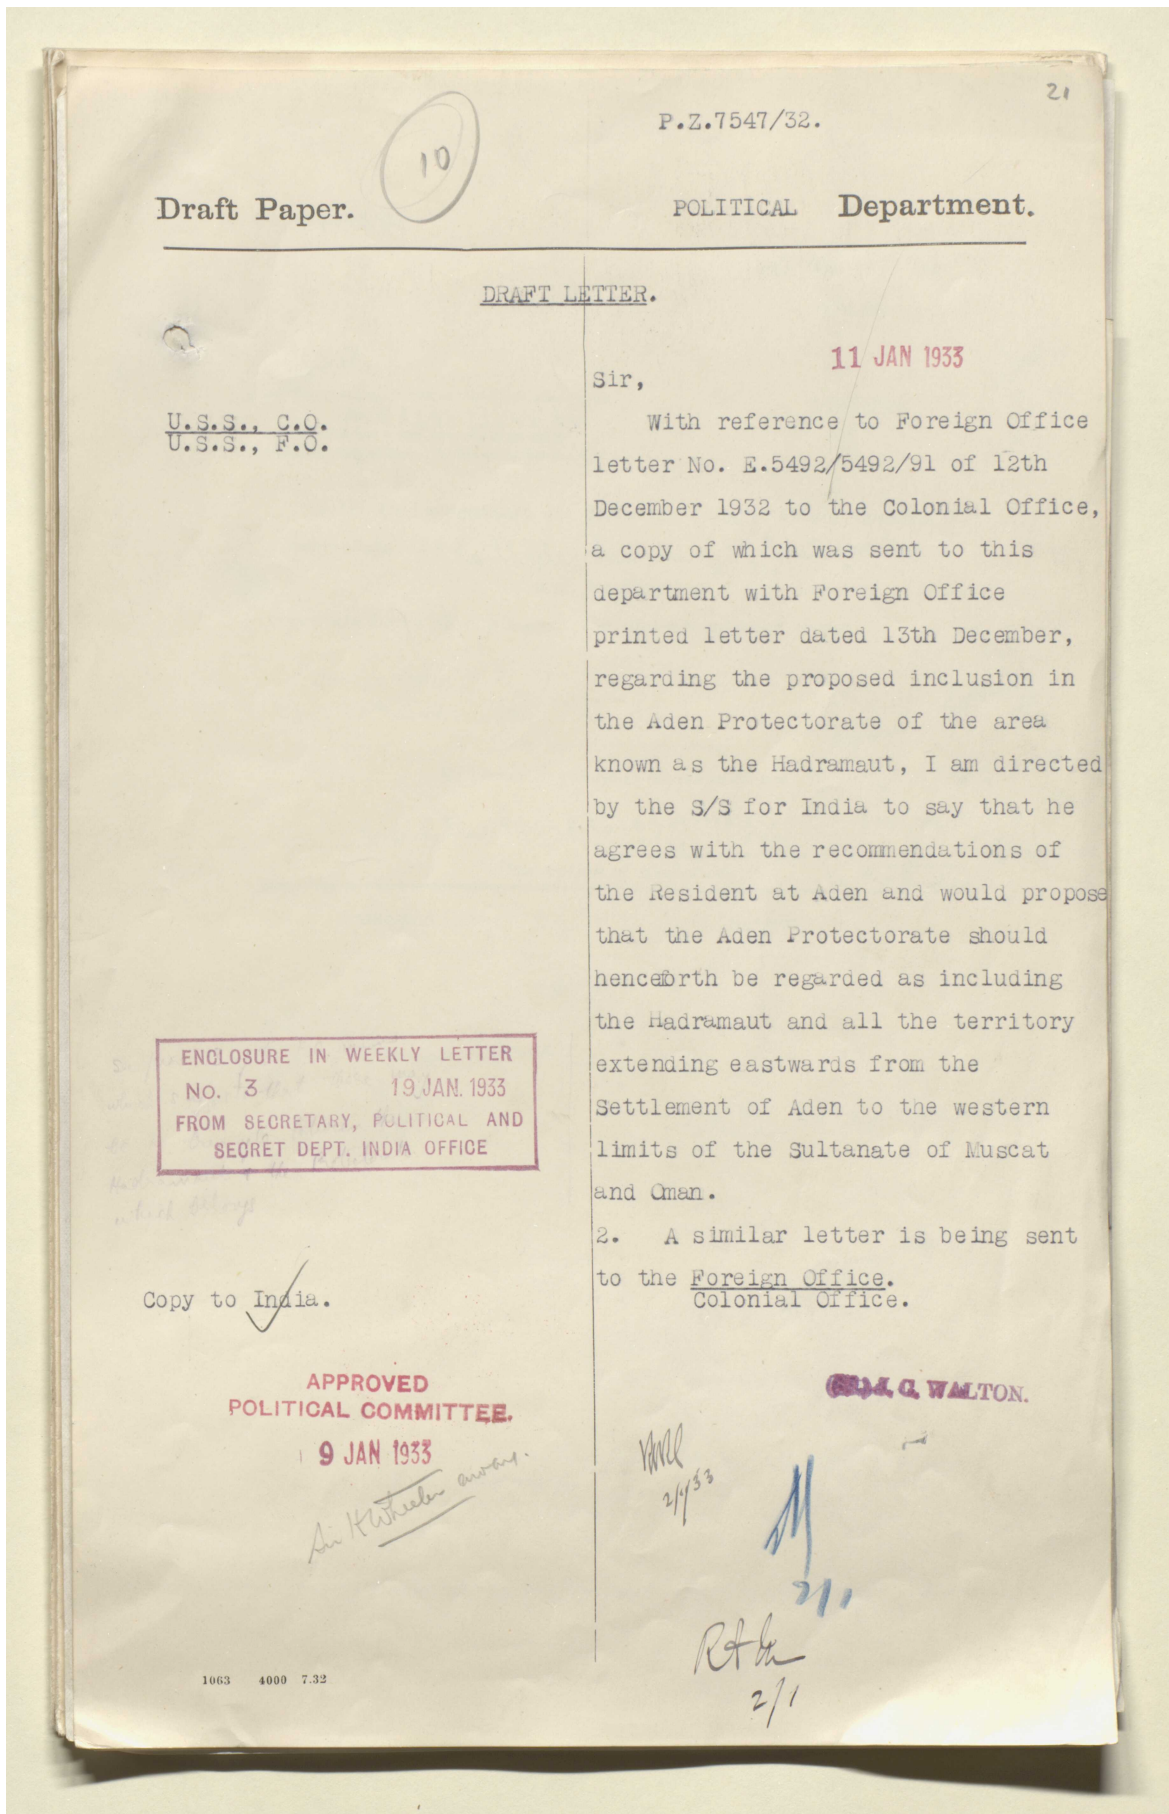 21
P.Z.7547/32.
10
Draft Paper.
POLITICAL Department.
DRAFT LETTER.
11 JAN 1933
Sir,
U.S.S., C.O.
U.S.S., F.O.
With reference to Foreign Office
letter No. E.5492/5492/91 of 12th
December 1932 to the Colonial Office,
a copy of which was sent to this
department with Foreign Office
printed letter dated 13th December,
regarding the proposed inclusion in
the Aden Protectorate of the area
known as the Hadramaut, I am directed
by the S/S for India to say that he
agrees with the recommendations of
the Resident at Aden and would propose
that the Aden Protectorate should
henceforth be regarded as including
the Hadramaut and all the territory
extending eastwards from the
Settlement of Aden to the western
limits of the Sultanate of Muscat
and Oman.
2. A similar letter is being sent
to the Foreign Office.
Colonial Office.
ENCLOSURE IN WEEKLY LETTER
No. 3 19 JAN. 1933
FROM SECRETARY, POLITICAL AND
SECRET DEPT. INDIA OFFICE
Copy to India.
APPROVED
POLITICAL COMMITTEE.
9 JAN 1933
Sir H Wheeler away.
(Sd.) J. C. WALTON.
2/1/33
2/1
2/1
1063 4000 7.32